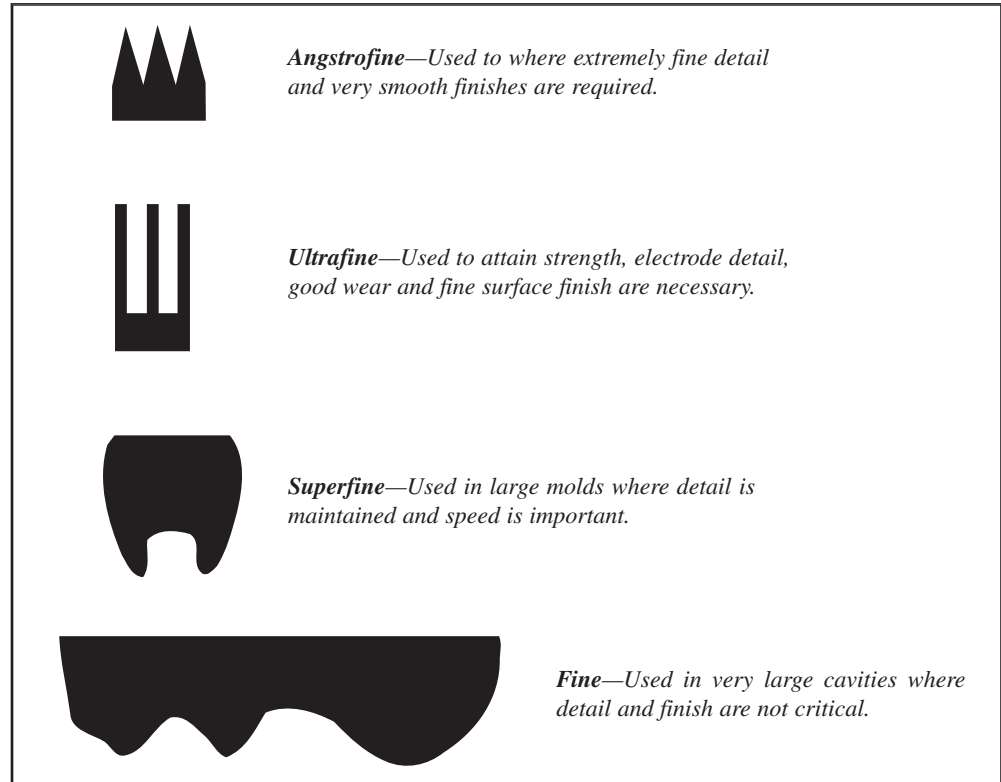 Angstrofine—Used to where extremely fine detail
and very smooth finishes are required.
Ultrafine—Used to attain strength, electrode detail,
good wear and fine surface finish are necessary.
Superfine—Used in large molds where detail is
maintained and speed is important.
Fine—Used in very large cavities where
detail and finish are not critical.